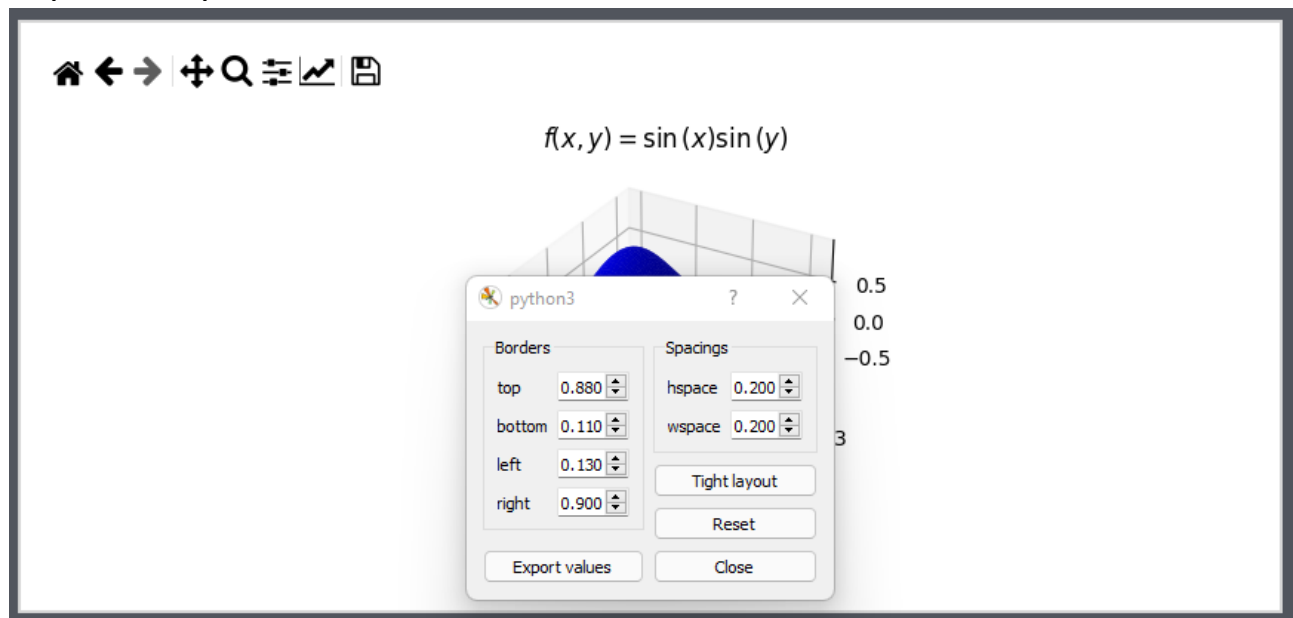 f(x, y) = sin (x)sin (y)
0.5
0.0
−0.5
3
python3 ?
Borders
top 0.880
bottom 0.110
left 0.130
right 0.900
Export values
Spacings
hspace 0.200
wspace 0.200
Tight layout
Reset
Close